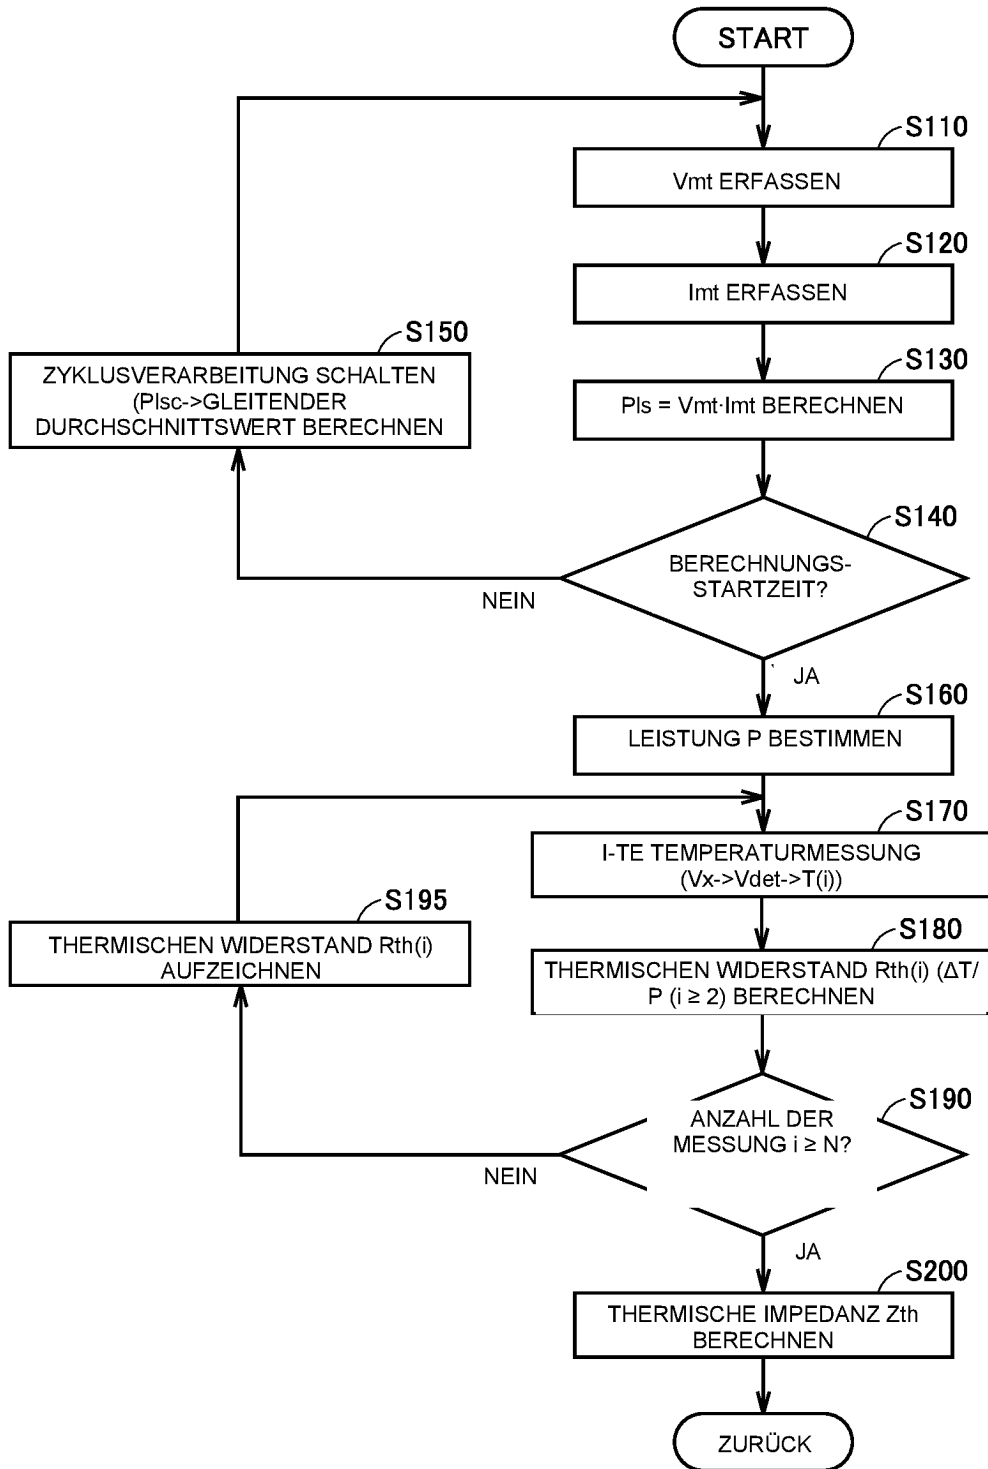 START
S110
Vmt ERFASSEN
S120
Imt ERFASSEN
S150
ZYKLUSVERARBEITUNG SCHALTEN
(Plsc->GLEITENDER
DURCHSCHNITTSWERT BERECHNEN
S130
Pls = Vmt·Imt BERECHNEN
S140
BERECHNUNGS-
STARTZEIT?
NEIN
JA
S160
LEISTUNG P BESTIMMEN
S170
I-TE TEMPERATURMESSUNG
(Vx->Vdet->T(i))
S195
THERMISCHEN WIDERSTAND Rth(i)
AUFZEICHNEN
S180
THERMISCHEN WIDERSTAND Rth(i) (ΔT/
P (i ≥ 2) BERECHNEN
S190
ANZAHL DER
MESSUNG i ≥ N?
NEIN
JA
S200
THERMISCHE IMPEDANZ Zth
BERECHNEN
ZURÜCK